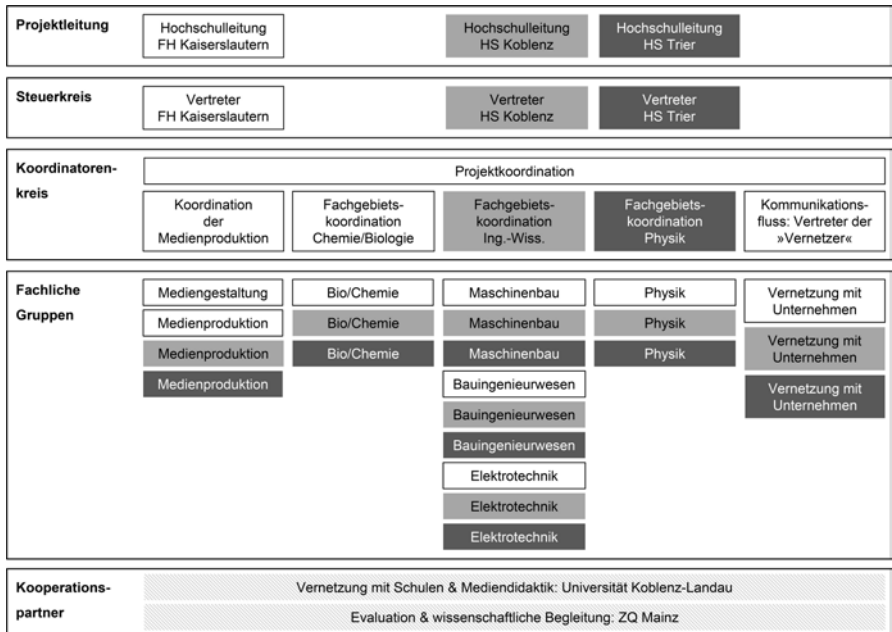 Projektleitung
Hochschulleitung
FH Kaiserslautern
Hochschulleitung
HS Koblenz
Hochschulleitung
HS Trier
Steuerkreis
Vertreter
FH Kaiserslautern
Vertreter
HS Koblenz
Vertreter
HS Trier
Koordinatoren-
kreis
Projektkoordination
Koordination
der
Medienproduktion
Fachgebiets-
koordination
Chemie/Biologie
Fachgebiets-
koordination
Ing.-Wiss.
Fachgebiets-
koordination
Physik
Kommunikations-
fluss: Vertreter der
»Vernetzer«
Fachliche
Gruppen
Mediengestaltung
Medienproduktion
Medienproduktion
Medienproduktion
Bio/Chemie
Bio/Chemie
Bio/Chemie
Maschinenbau
Maschinenbau
Maschinenbau
Bauingenieurwesen
Bauingenieurwesen
Bauingenieurwesen
Elektrotechnik
Elektrotechnik
Elektrotechnik
Physik
Physik
Physik
Vernetzung mit
Unternehmen
Vernetzung mit
Unternehmen
Vernetzung mit
Unternehmen
Kooperations-
partner
Vernetzung mit Schulen & Mediendidaktik: Universität Koblenz-Landau
Evaluation & wissenschaftliche Begleitung: ZQ Mainz